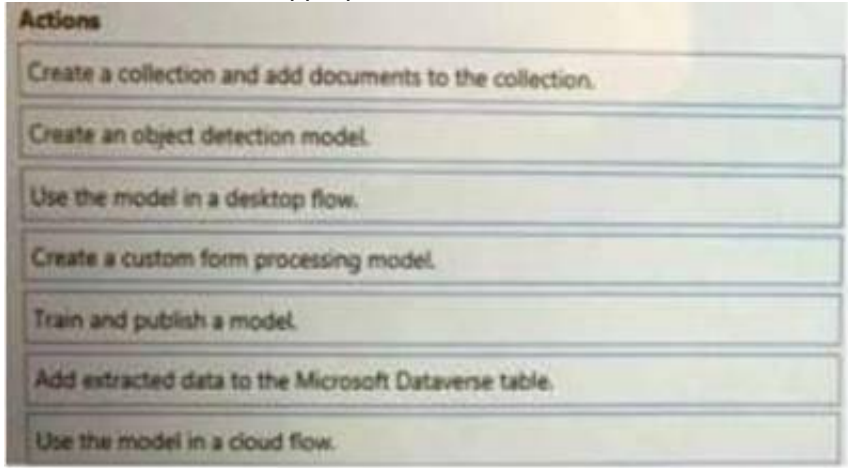 Actions
Create a collection and add documents to the collection.
Create an object detection model.
Use the model in a desktop flow.
Create a custom form processing model.
Train and publish a model.
Add extracted data to the Microsoft Dataverse table.
Use the model in a cloud flow.